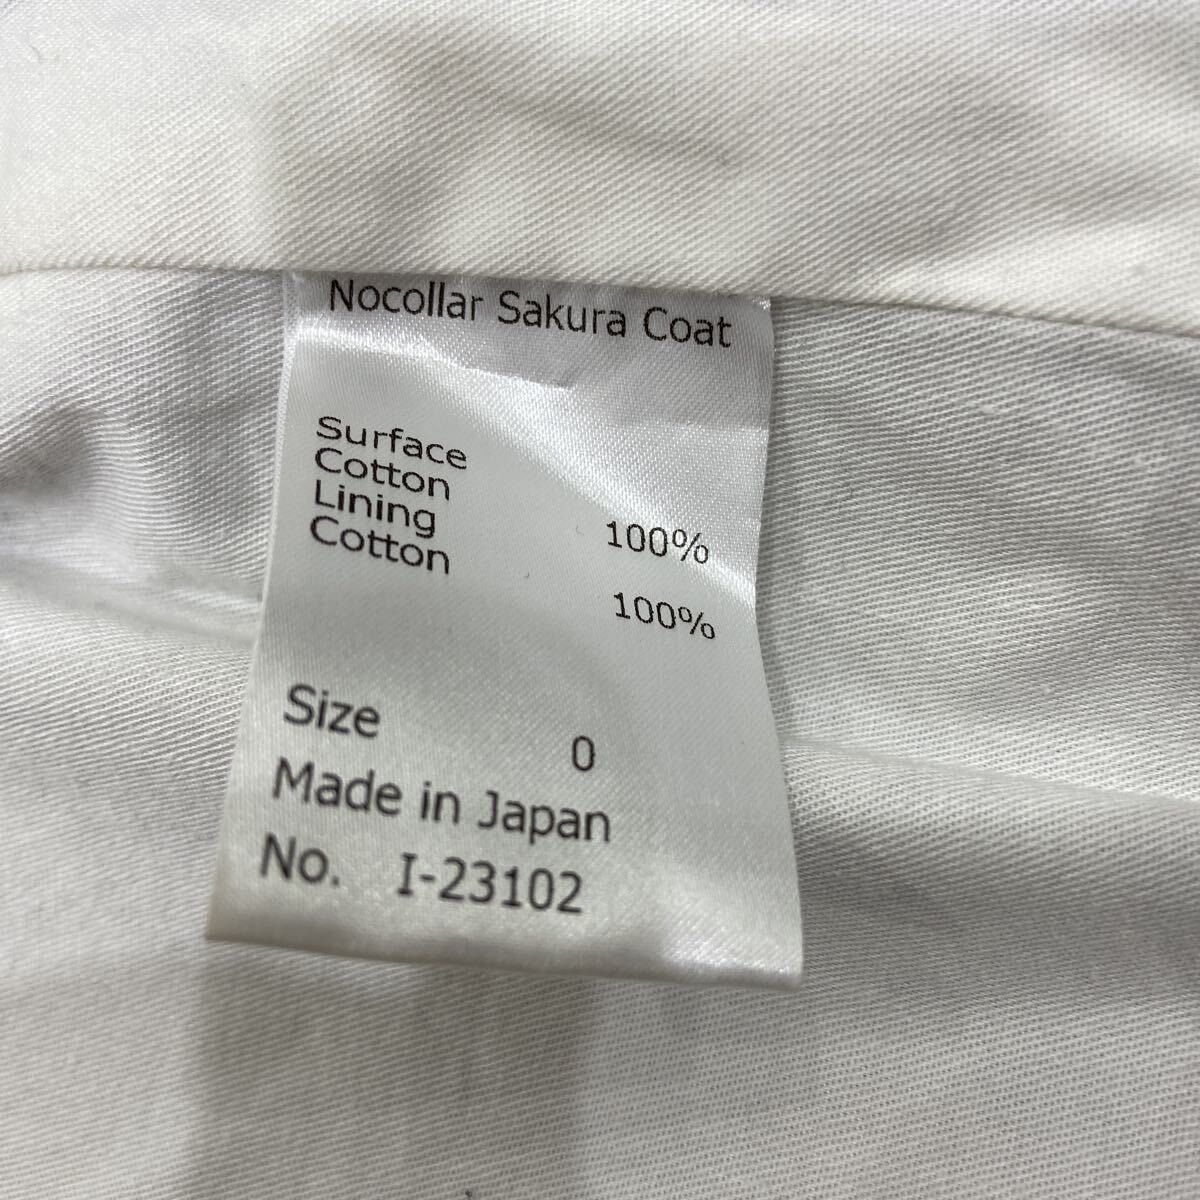 Nocollar Sakura Coat
Surface
Cotton 100%
Lining
Cotton 100%
Size 0
Made in Japan
No. I-23102